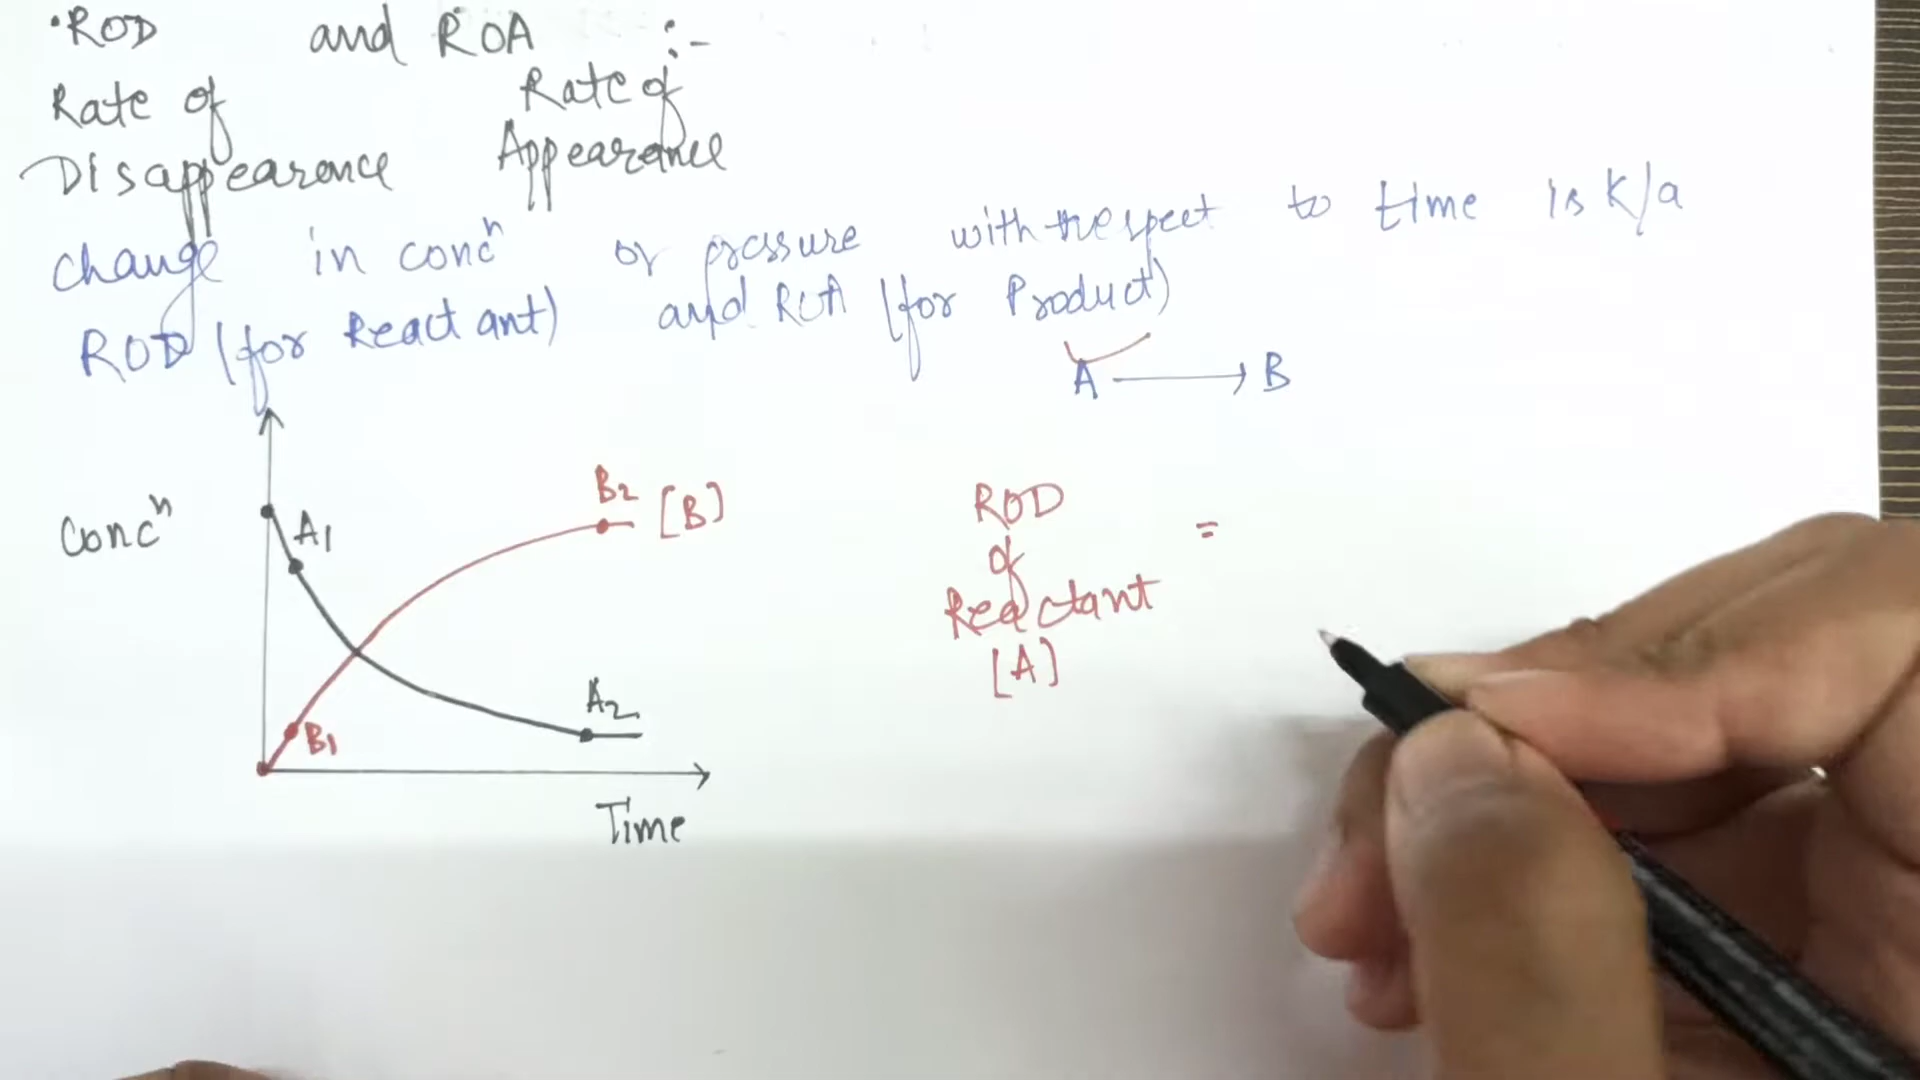 •ROD and ROA :-
Rate of Rate of
Disappearance Appearance
change in concⁿ or pressure with respect to time is k/a
ROD (for Reactant) and ROA (for Product)
A ⟶ B
Concⁿ
A1
B2 [B]
A2
B1
Time
ROD
of =
Reactant
[A]